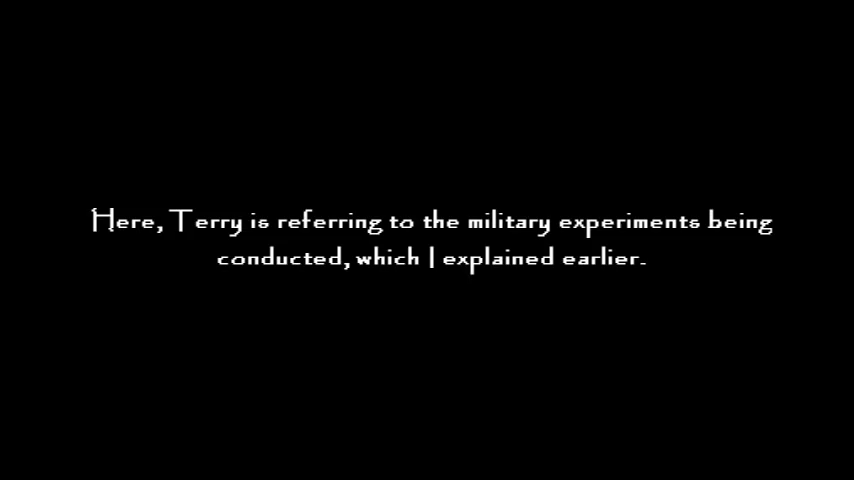 Here, Terry is referring to the military experiments being
conducted, which I explained earlier.